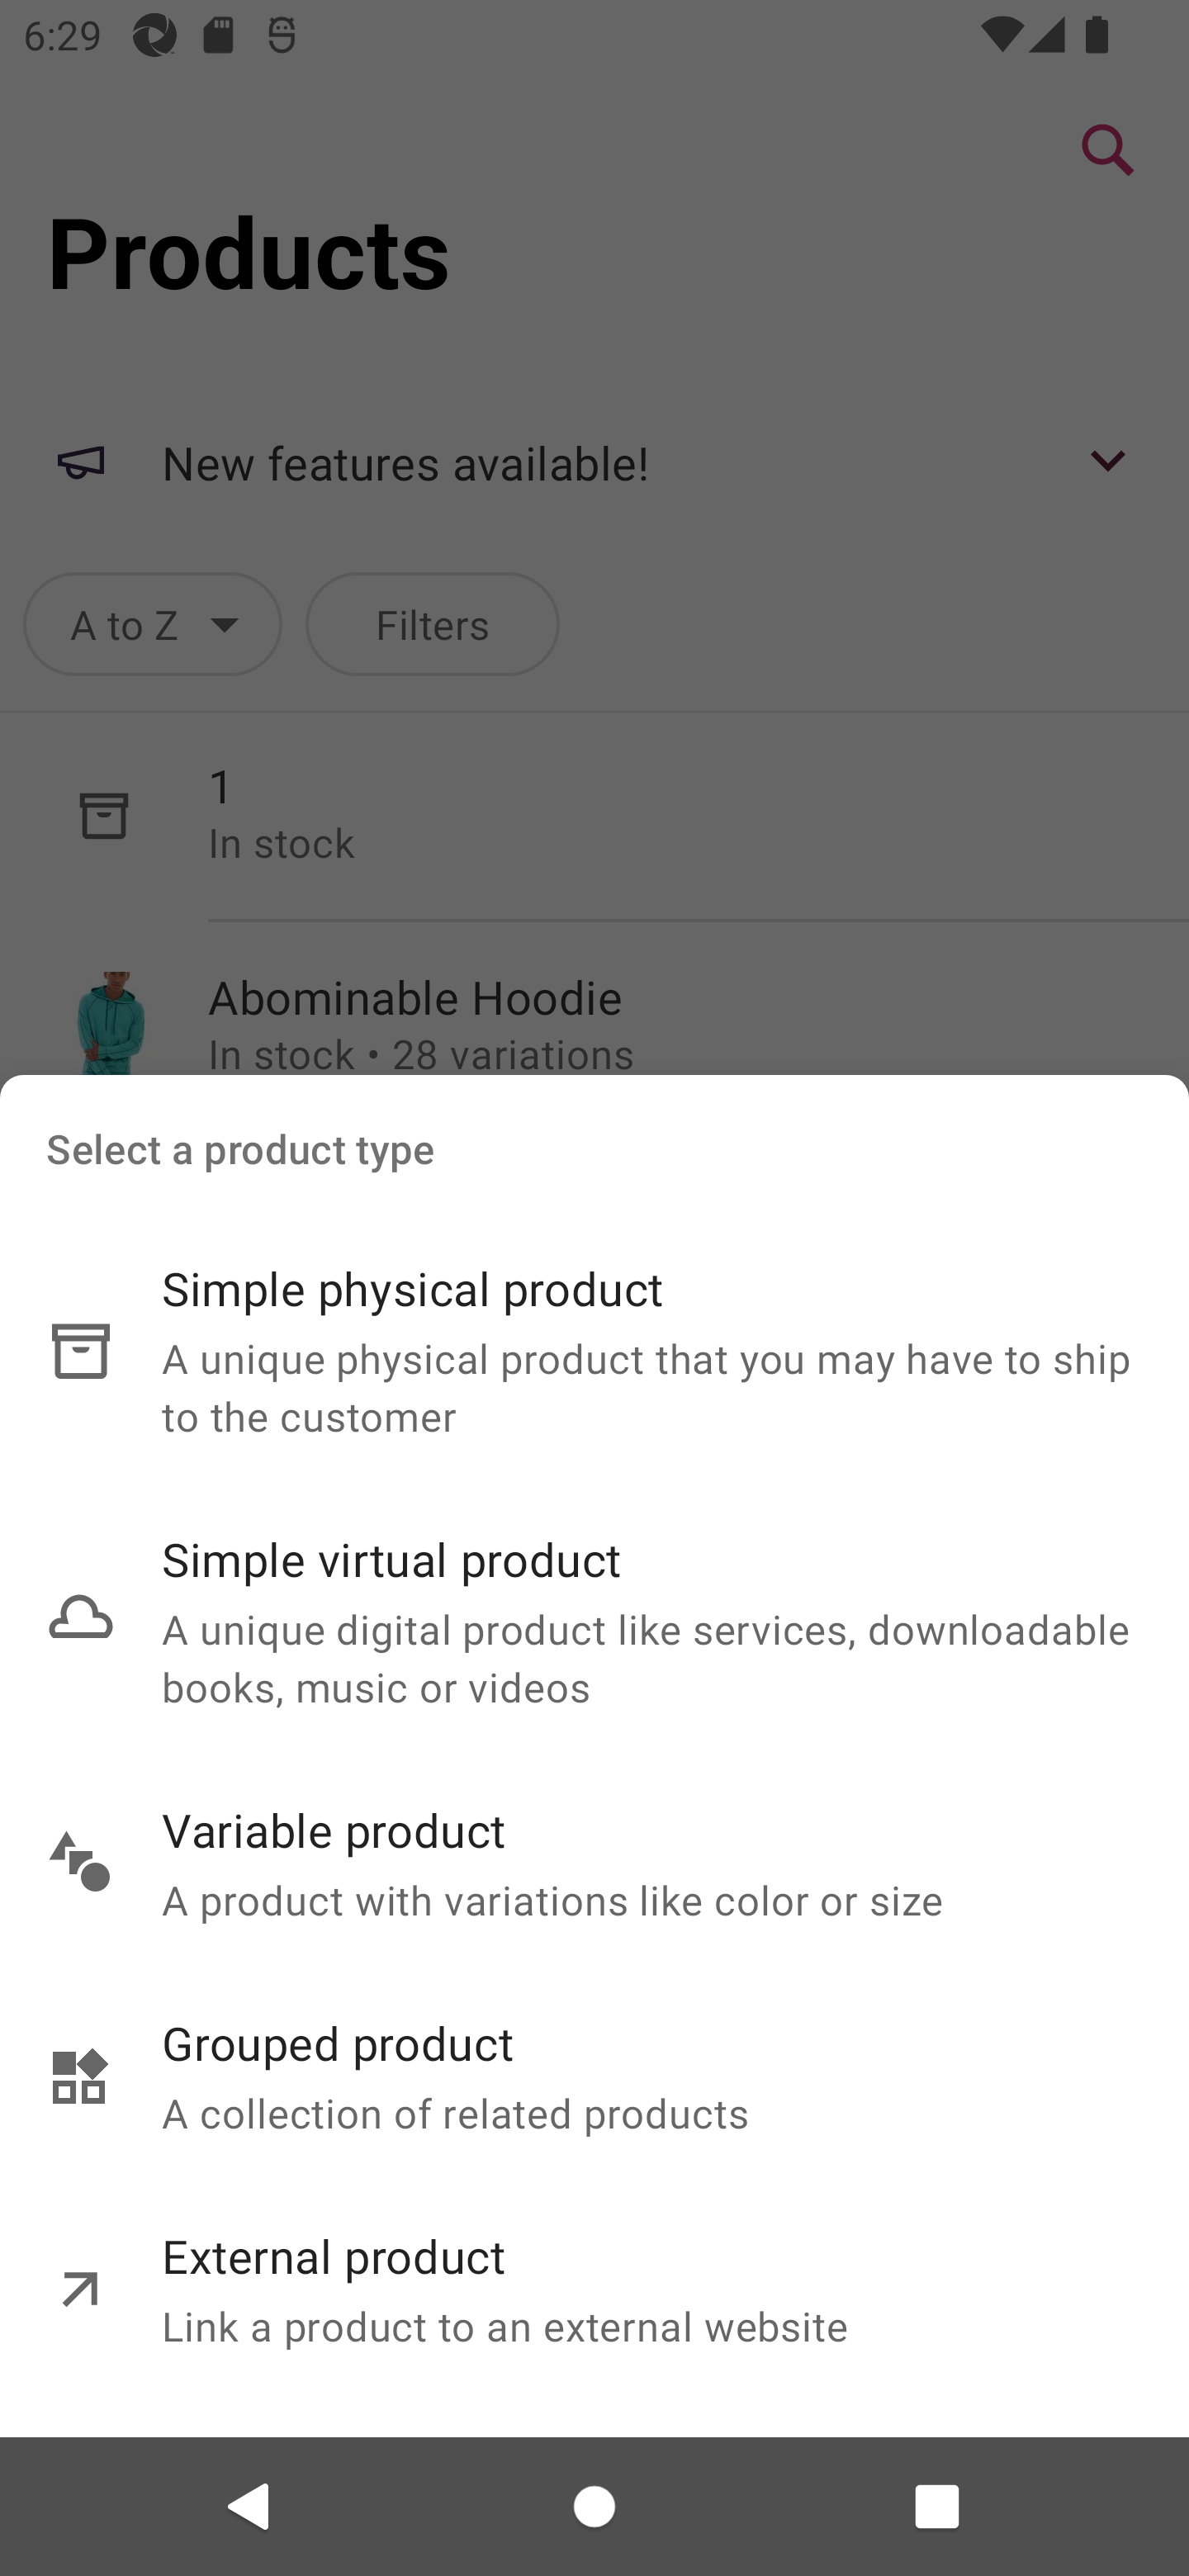 6:29
Products
New features available!
A to Z
Filters
1
In stock
Abominable Hoodie
In stock • 28 variations
Select a product type
Simple physical product
A unique physical product that you may have to ship
to the customer
Simple virtual product
A unique digital product like services, downloadable
books, music or videos
Variable product
A product with variations like color or size
Grouped product
A collection of related products
External product
Link a product to an external website